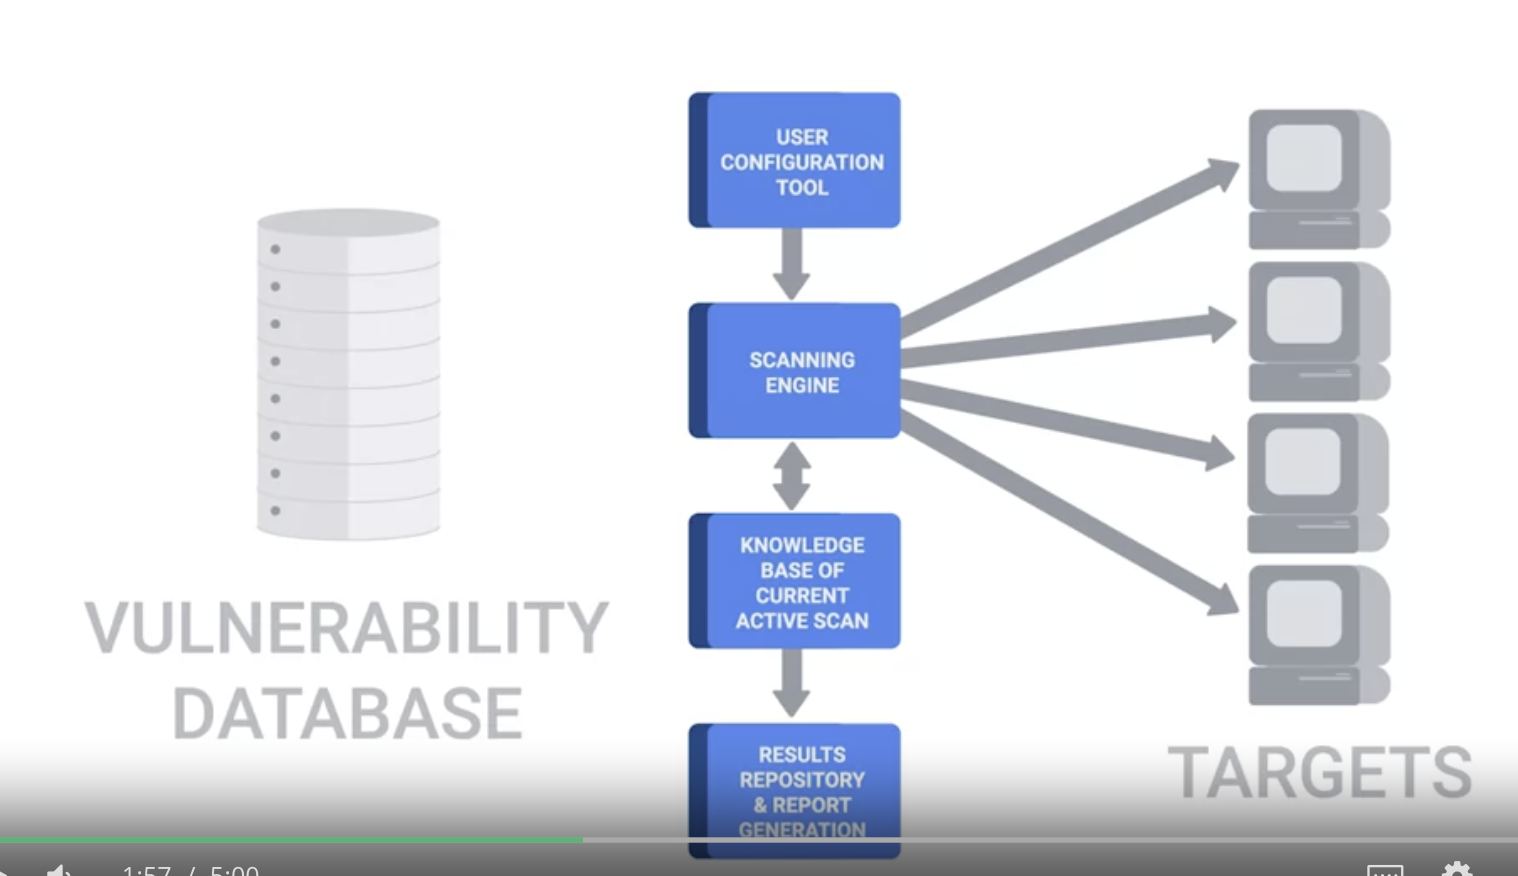 USER
CONFIGURATION
TOOL
SCANNING
ENGINE
KNOWLEDGE
BASE OF
CURRENT
ACTIVE SCAN
RESULTS
REPOSITORY
& REPORT
GENERATION
VULNERABILITY
DATABASE
TARGETS
1:57 / 5:00